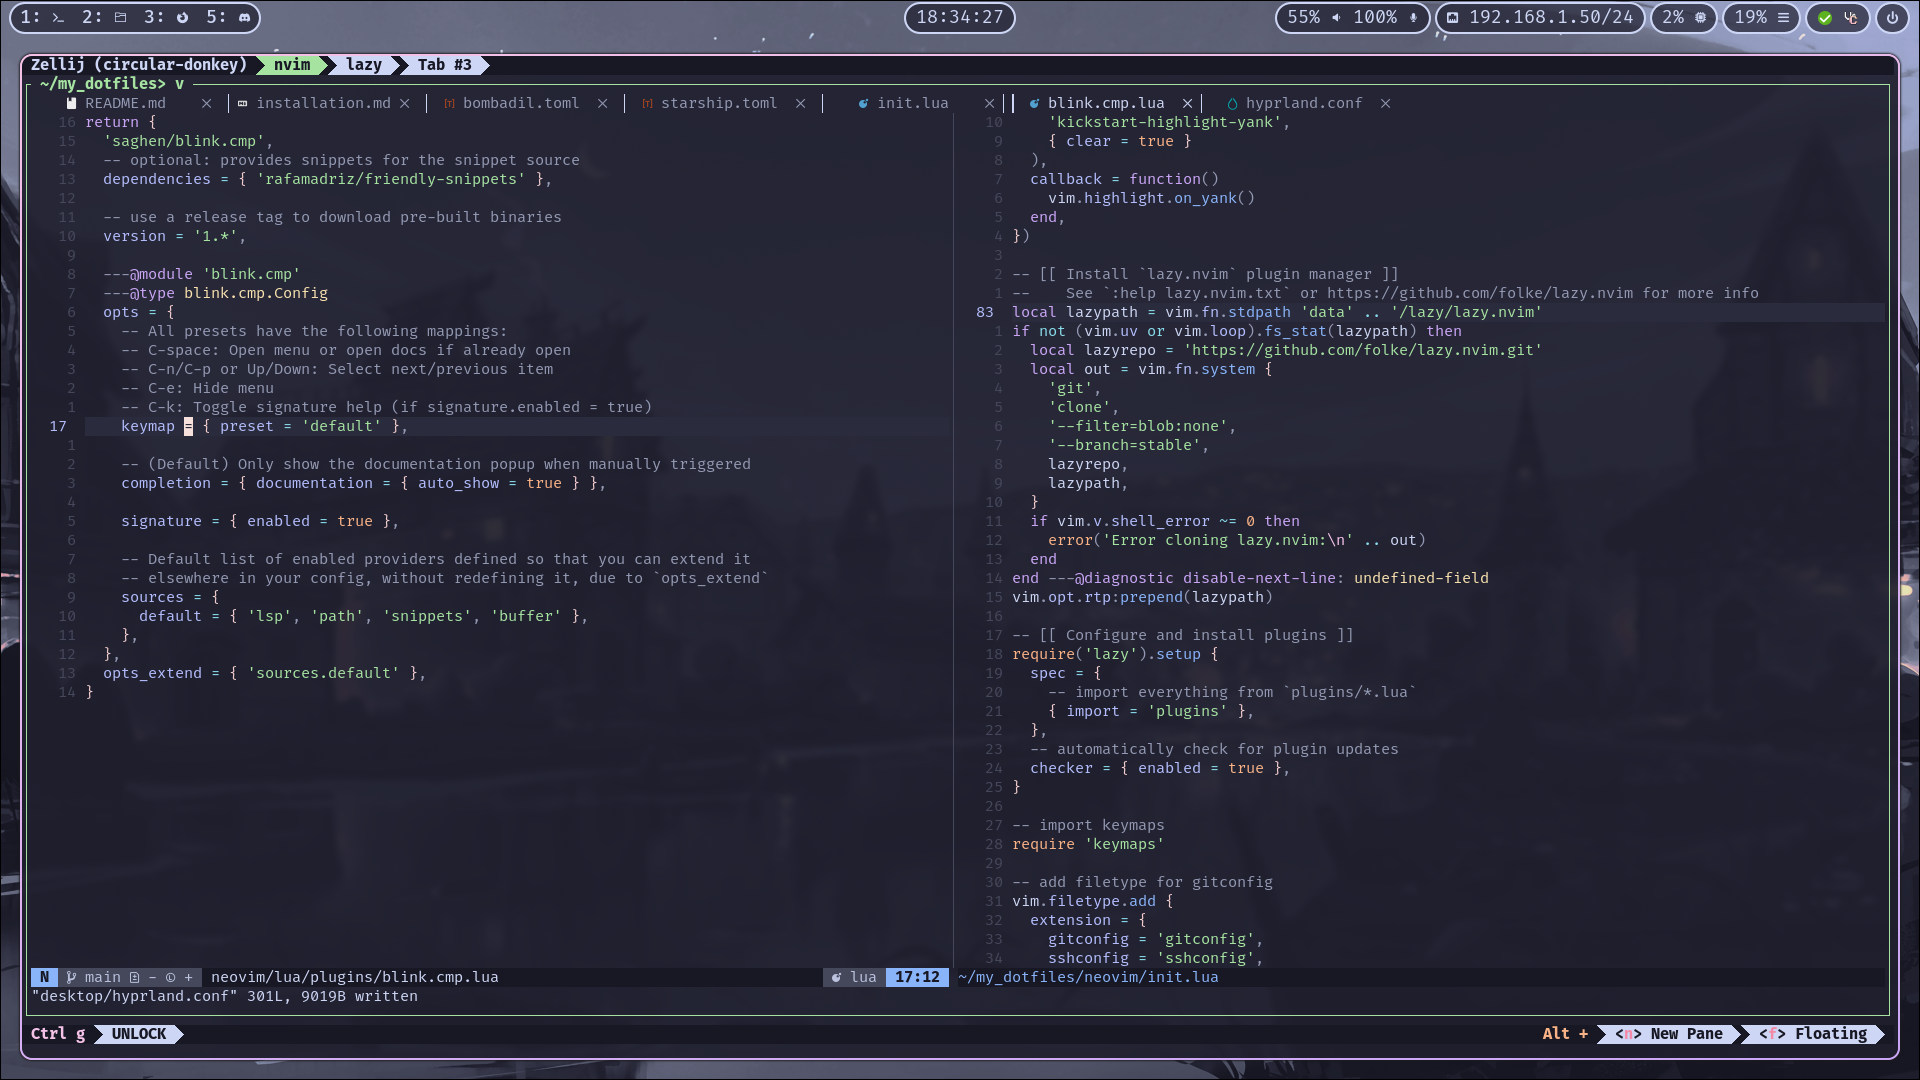 1: 2: 3: 5:
18:34:27
55% 100% 192.168.1.50/24 2% 19%
Zellij (circular-donkey) nvim lazy Tab #3
~/my_dotfiles> v
README.md installation.md bombadil.toml starship.toml init.lua blink.cmp.lua hyprland.conf
16 return {
15 'saghen/blink.cmp',
14 -- optional: provides snippets for the snippet source
13 dependencies = { 'rafamadriz/friendly-snippets' },
12
11 -- use a release tag to download pre-built binaries
10 version = '1.*',
9
8 ---@module 'blink.cmp'
7 ---@type blink.cmp.Config
6 opts = {
5 -- All presets have the following mappings:
4 -- C-space: Open menu or open docs if already open
3 -- C-n/C-p or Up/Down: Select next/previous item
2 -- C-e: Hide menu
1 -- C-k: Toggle signature help (if signature.enabled = true)
17 keymap = { preset = 'default' },
1
2 -- (Default) Only show the documentation popup when manually triggered
3 completion = { documentation = { auto_show = true } },
4
5 signature = { enabled = true },
6
7 -- Default list of enabled providers defined so that you can extend it
8 -- elsewhere in your config, without redefining it, due to `opts_extend`
9 sources = {
10 default = { 'lsp', 'path', 'snippets', 'buffer' },
11 },
12 },
13 opts_extend = { 'sources.default' },
14 }
10 'kickstart-highlight-yank',
9 { clear = true }
8 ),
7 callback = function()
6 vim.highlight.on_yank()
5 end,
4 })
3
2 -- [[ Install `lazy.nvim` plugin manager ]]
1 -- See `:help lazy.nvim.txt` or https://github.com/folke/lazy.nvim for more info
83 local lazypath = vim.fn.stdpath 'data' .. '/lazy/lazy.nvim'
1 if not (vim.uv or vim.loop).fs_stat(lazypath) then
2 local lazyrepo = 'https://github.com/folke/lazy.nvim.git'
3 local out = vim.fn.system {
4 'git',
5 'clone',
6 '--filter=blob:none',
7 '--branch=stable',
8 lazyrepo,
9 lazypath,
10 }
11 if vim.v.shell_error ~= 0 then
12 error('Error cloning lazy.nvim:\n' .. out)
13 end
14 end ---@diagnostic disable-next-line: undefined-field
15 vim.opt.rtp:prepend(lazypath)
16
17 -- [[ Configure and install plugins ]]
18 require('lazy').setup {
19 spec = {
20 -- import everything from `plugins/*.lua`
21 { import = 'plugins' },
22 },
23 -- automatically check for plugin updates
24 checker = { enabled = true },
25 }
26
27 -- import keymaps
28 require 'keymaps'
29
30 -- add filetype for gitconfig
31 vim.filetype.add {
32 extension = {
33 gitconfig = 'gitconfig',
34 sshconfig = 'sshconfig',
N main - + neovim/lua/plugins/blink.cmp.lua lua 17:12 ~/my_dotfiles/neovim/init.lua
"desktop/hyprland.conf" 301L, 9019B written
Ctrl g UNLOCK Alt + <n> New Pane <f> Floating